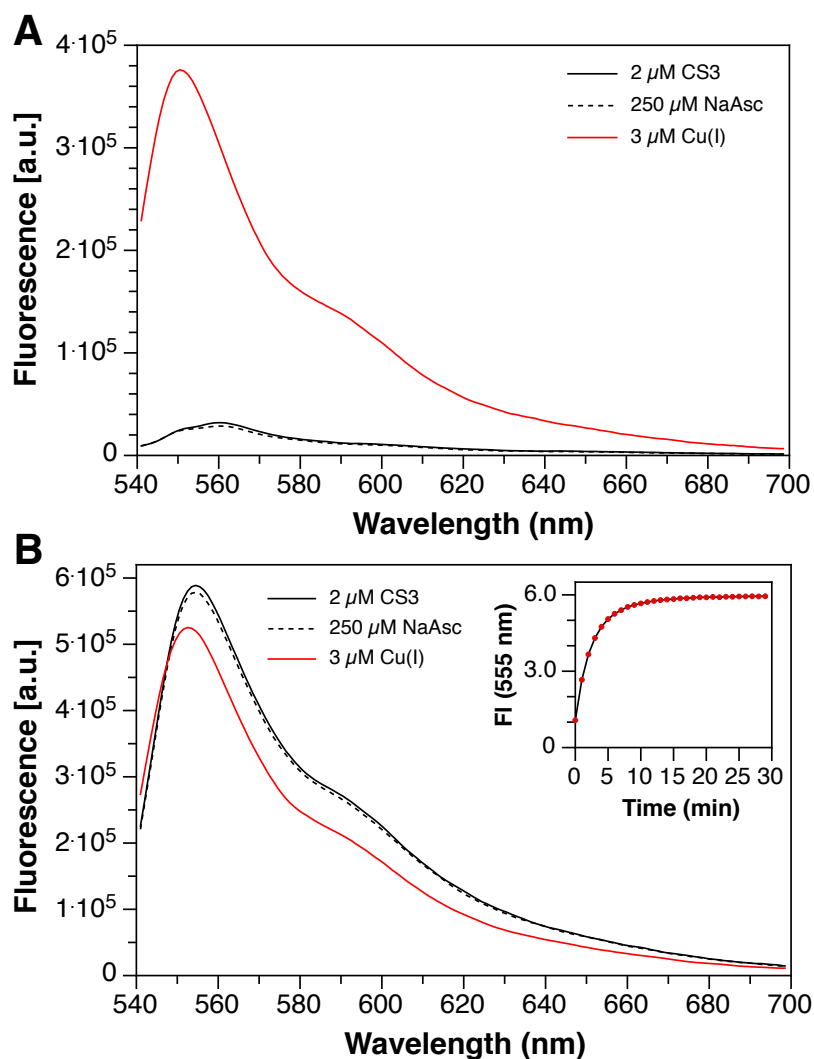 A
4·10⁵
3·10⁵
2·10⁵
1·10⁵
0
Fluorescence [a.u.]
2 µM CS3
250 µM NaAsc
3 µM Cu(I)
540 560 580 600 620 640 660 680 700
Wavelength (nm)
B
6·10⁵
5·10⁵
4·10⁵
3·10⁵
2·10⁵
1·10⁵
0
Fluorescence [a.u.]
2 µM CS3
250 µM NaAsc
3 µM Cu(I)
6.0
3.0
0
FI (555 nm)
0 5 10 15 20 25 30
Time (min)
540 560 580 600 620 640 660 680 700
Wavelength (nm)